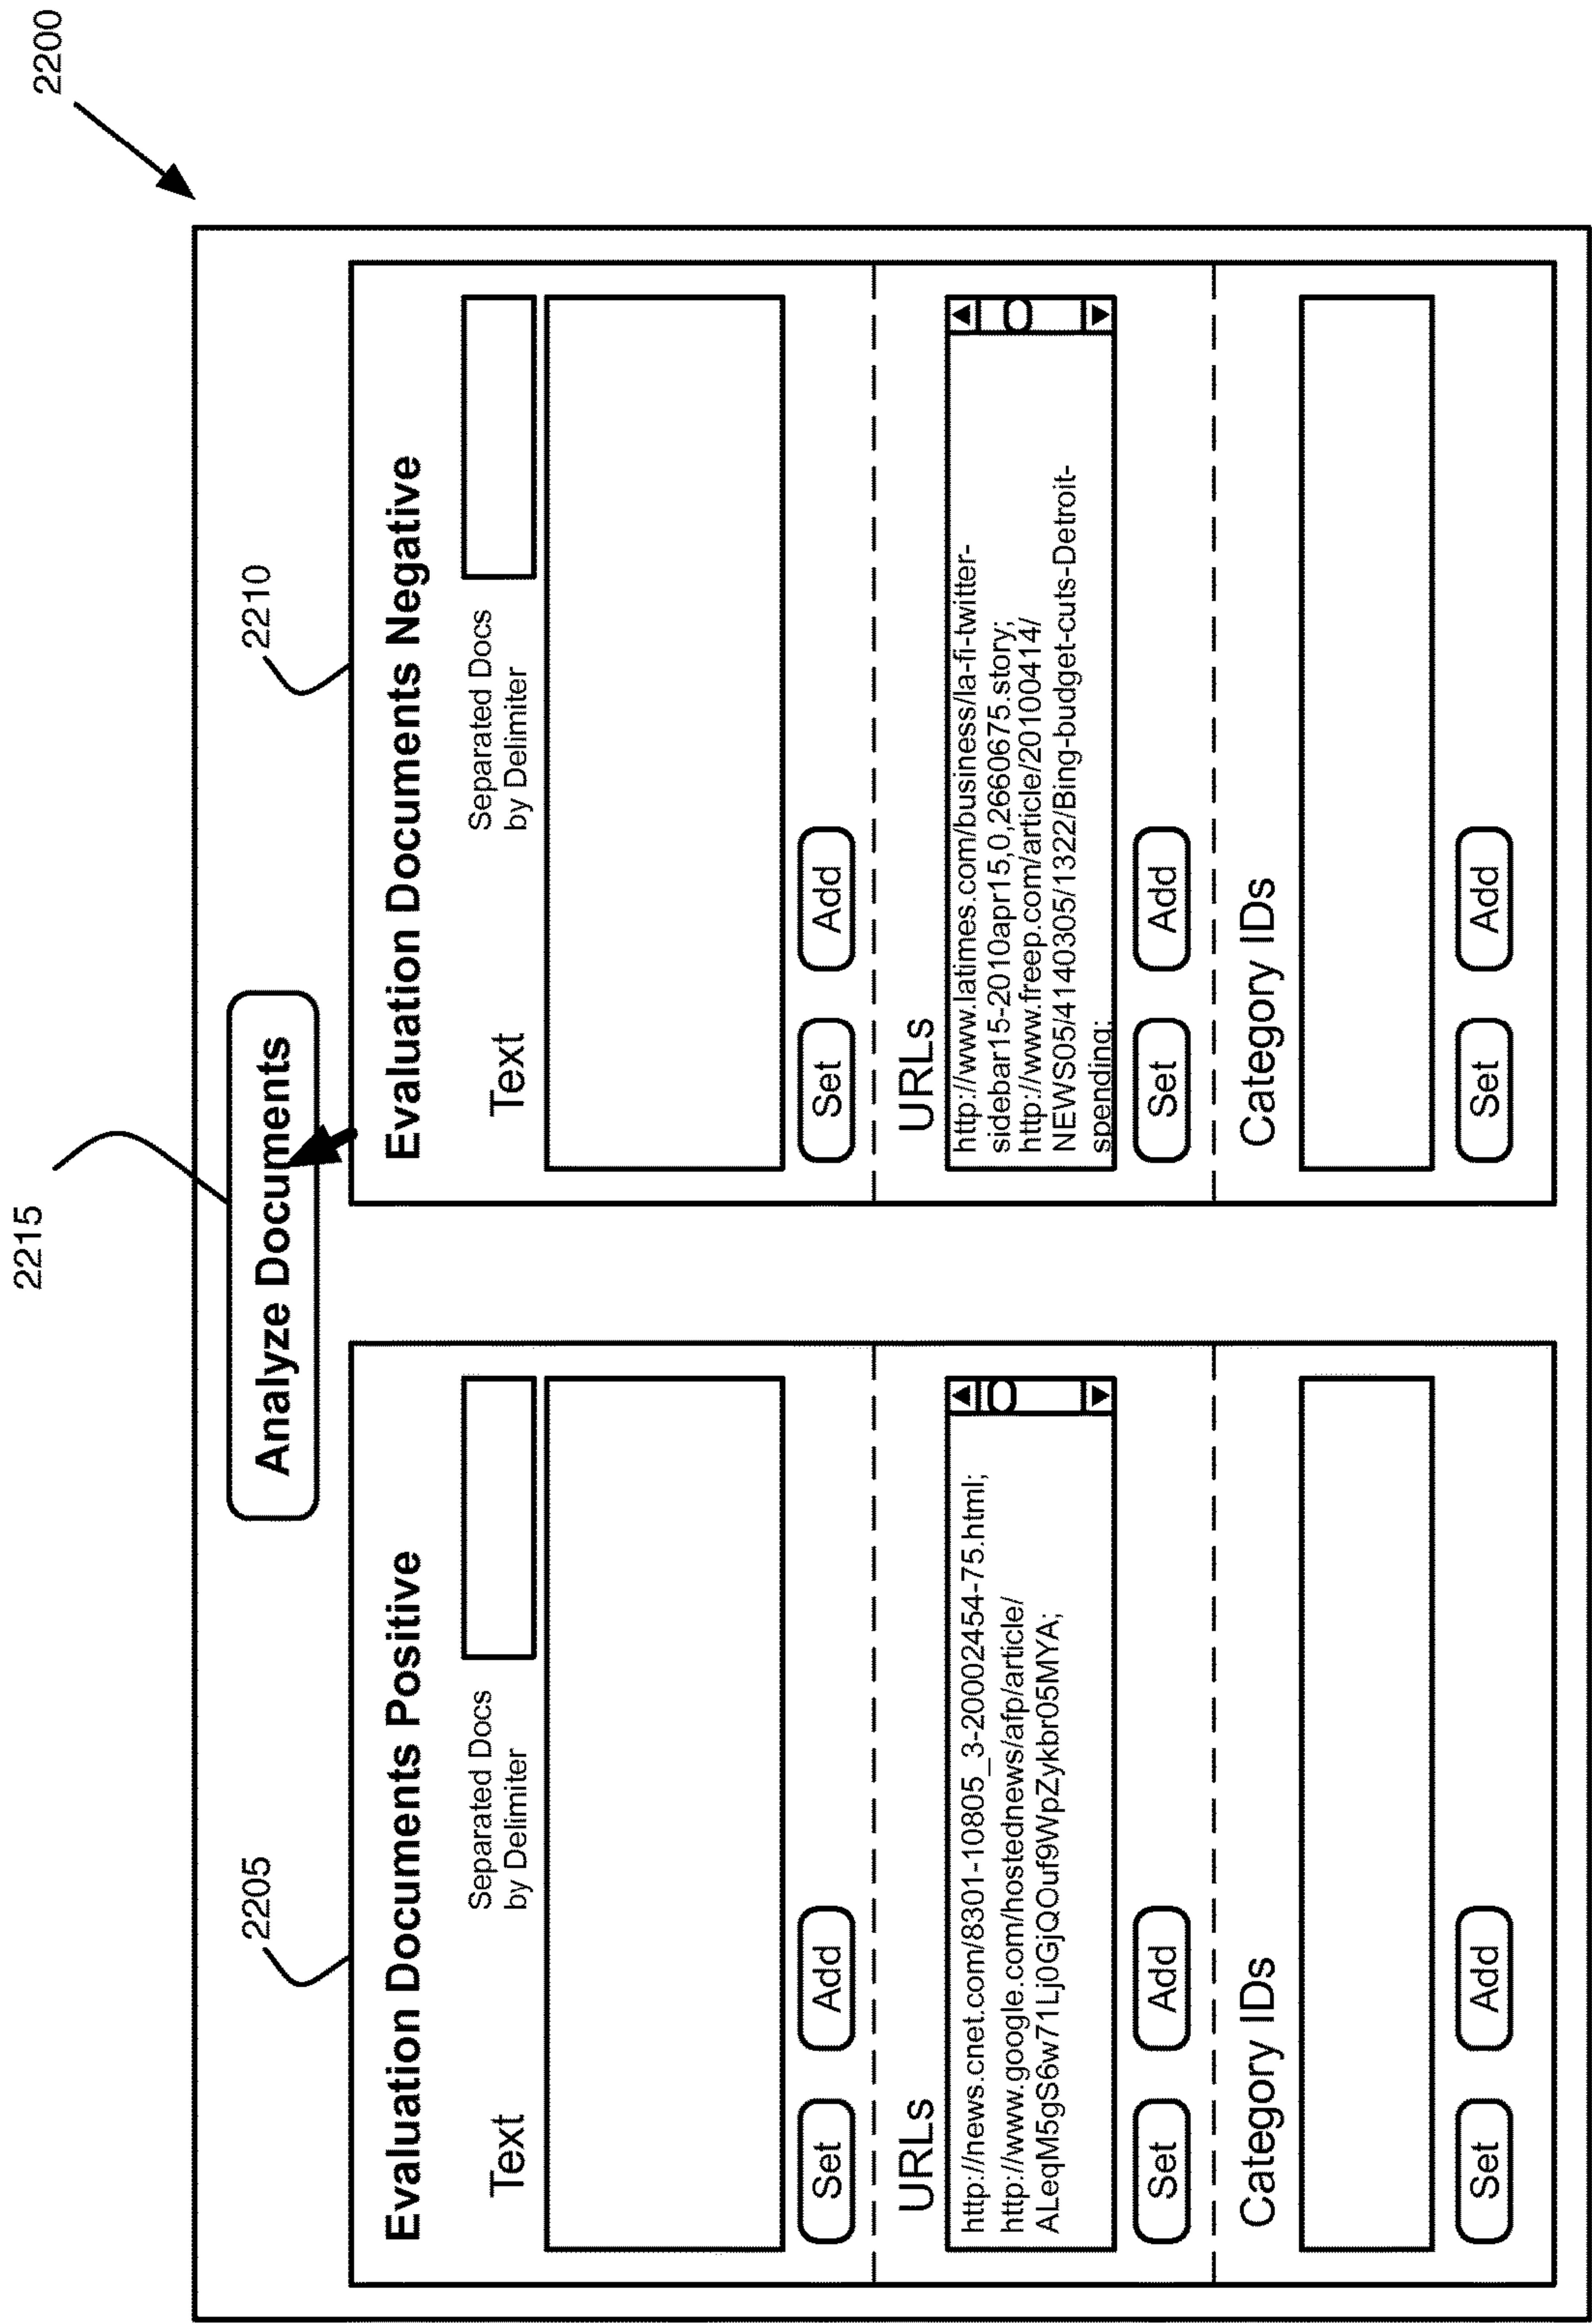 2200
2215
Analyze Documents
2205
Evaluation Documents Positive
Text
Separated Docs
by Delimiter
Set
Add
URLs
http://news.cnet.com/8301-10805_3-20002454-75.html;
http://www.google.com/hostednews/afp/article/
ALeqM5gS6w71Lj0GjQOuf9WpZykbr05MYA;
Set
Add
Category IDs
Set
Add
2210
Evaluation Documents Negative
Text
Separated Docs
by Delimiter
Set
Add
URLs
http://www.latimes.com/business/la-fi-twitter-
sidebar15-2010apr15,0,2660675.story;
http://www.freep.com/article/20100414/
NEWS05/4140305/1322/Bing-budget-cuts-Detroit-
spending;
Set
Add
Category IDs
Set
Add